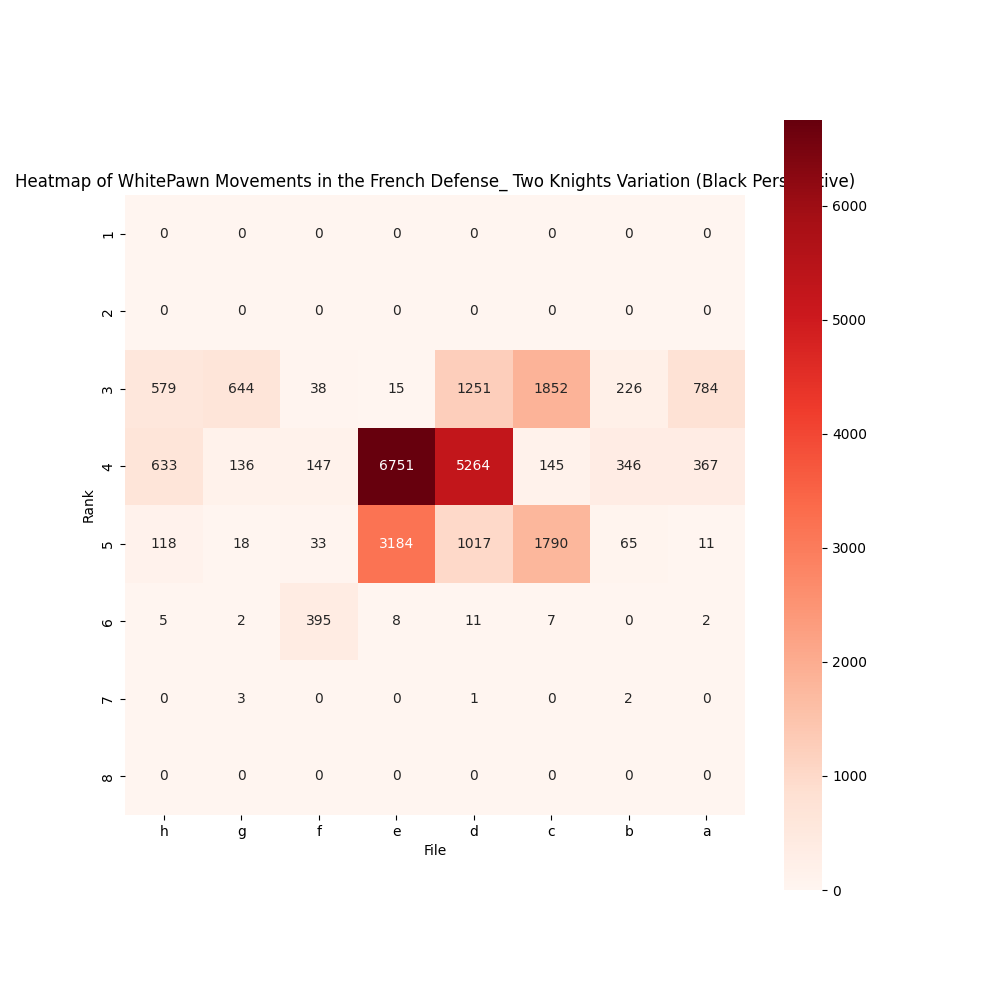 Heatmap of WhitePawn Movements in the French Defense_ Two Knights Variation (Black Pers tive)
6000
1 0 0 0 0 0 0 0 0
5000
2 0 0 0 0 0 0 0 0
3 579 644 38 15 1251 1852 226 784
4000
4 633 136 147 6751 5264 145 346 367
Rank
3000
5 118 18 33 3184 1017 1790 65 11
6 5 2 395 8 11 7 0 2
2000
7 0 3 0 0 1 0 2 0
1000
8 0 0 0 0 0 0 0 0
h g f e d c b a
File
0